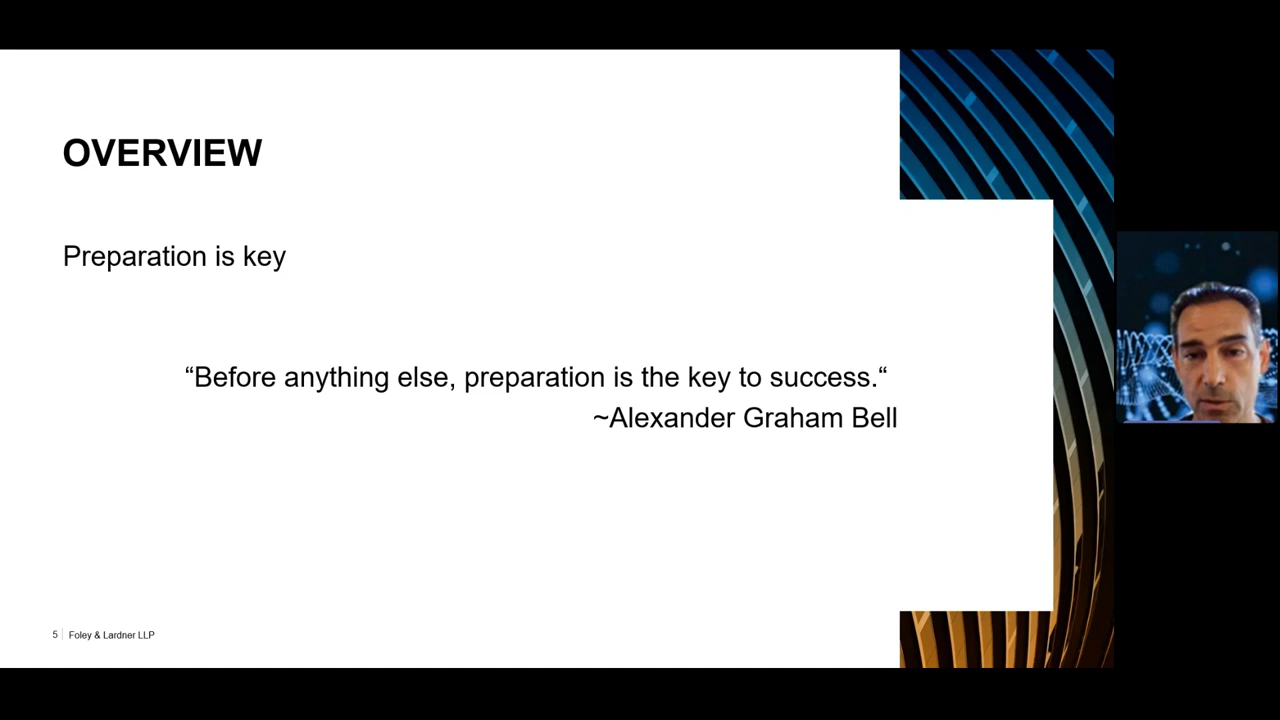 OVERVIEW
Preparation is key
“Before anything else, preparation is the key to success.“
~Alexander Graham Bell
5 Foley & Lardner LLP